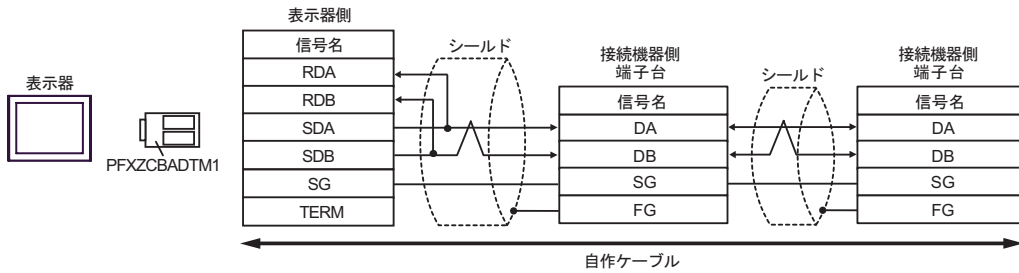 表示器
PFXZCBADTM1
表示器側
信号名
RDA
RDB
SDA
SDB
SG
TERM
シールド
接続機器側
端子台
信号名
DA
DB
SG
FG
シールド
接続機器側
端子台
信号名
DA
DB
SG
FG
自作ケーブル